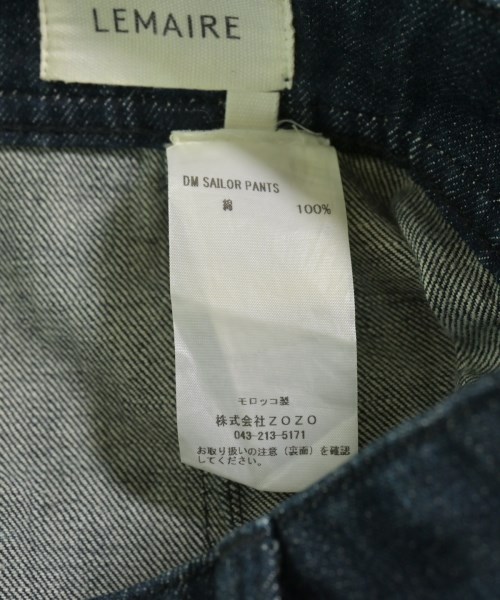 LEMAIRE
DM SAILOR PANTS
綿 100%
モロッコ製
株式会社ZOZO
043-213-5171
お取り扱いの注意(裏面)を確認
してください。